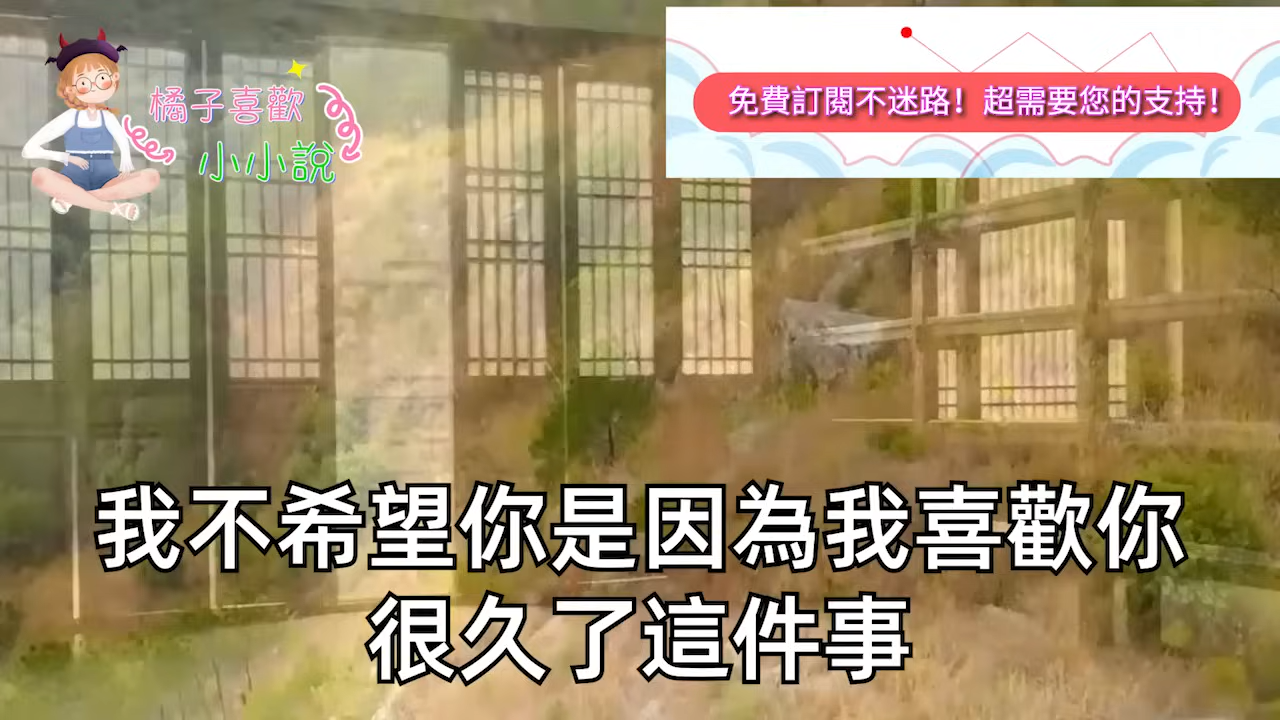 橘子喜歡
小小說
免費訂閱不迷路！超需要您的支持！
我不希望你是因為我喜歡你
很久了這件事